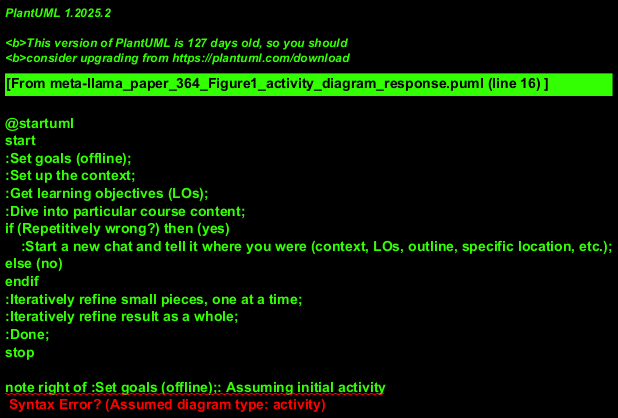 PlantUML 1.2025.2
<b>This version of PlantUML is 127 days old, so you should
<b>consider upgrading from https://plantuml.com/download
[From meta-llama_paper_364_Figure1_activity_diagram_response.puml (line 16) ]
@startuml
start
:Set goals (offline);
:Set up the context;
:Get learning objectives (LOs);
:Dive into particular course content;
if (Repetitively wrong?) then (yes)
:Start a new chat and tell it where you were (context, LOs, outline, specific location, etc.);
else (no)
endif
:Iteratively refine small pieces, one at a time;
:Iteratively refine result as a whole;
:Done;
stop
note right of :Set goals (offline);: Assuming initial activity
Syntax Error? (Assumed diagram type: activity)